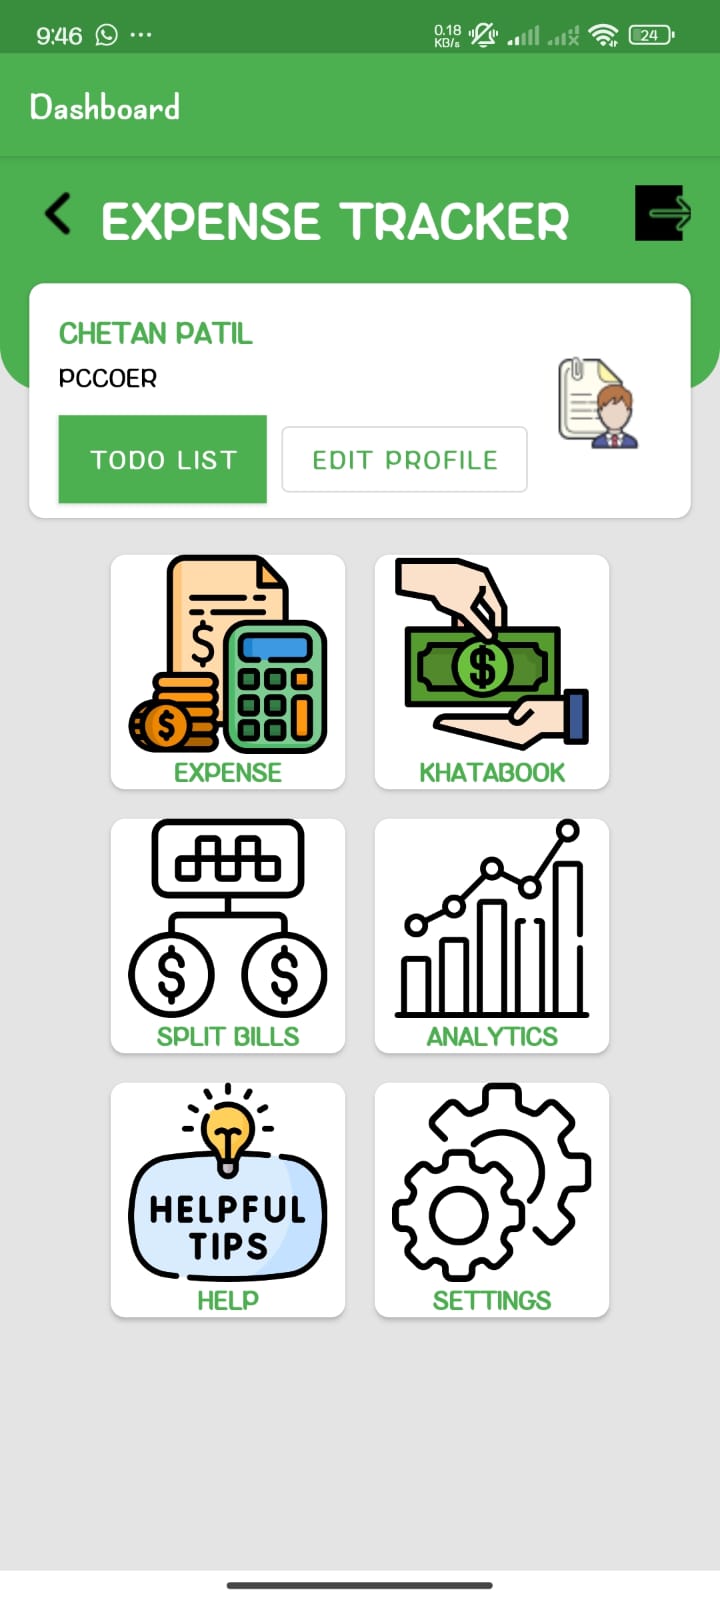 9:46
0.18
KB/s
24
Dashboard
EXPENSE TRACKER
CHETAN PATIL
PCCOER
TODO LIST
EDIT PROFILE
$
$
$
EXPENSE
KHATABOOK
$ $
SPLIT BILLS
ANALYTICS
HELPFUL
TIPS
HELP
SETTINGS